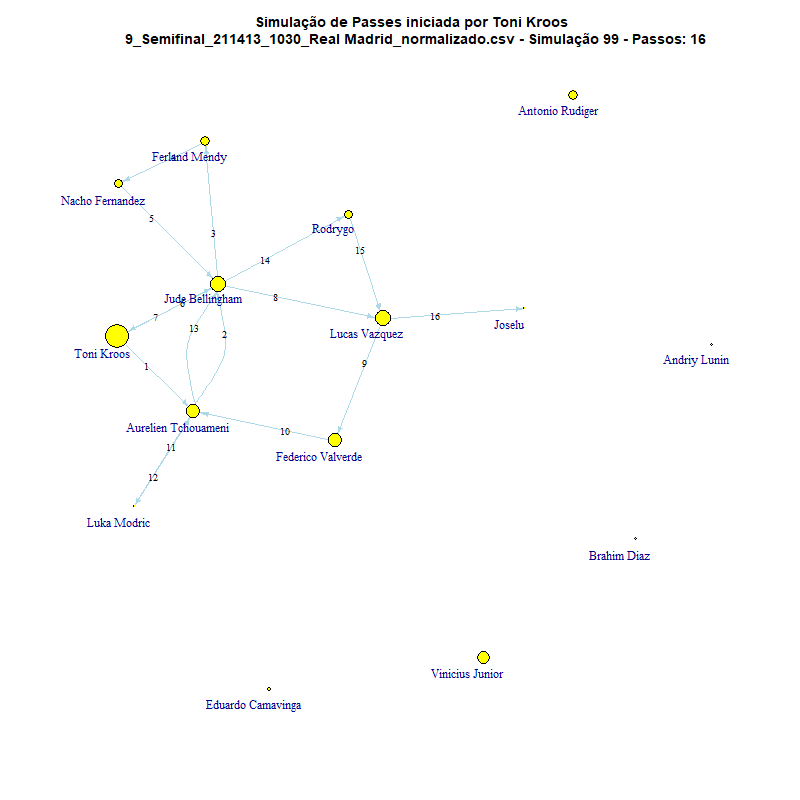 Simulação de Passes iniciada por Toni Kroos
9_Semifinal_211413_1030_Real Madrid_normalizado.csv - Simulação 99 - Passos: 16
Antonio Rudiger
Ferland Mendy
Nacho Fernandez
5
Rodrygo
3
15
14
Jude Bellingham
8
7
16
Joselu
13
2
Lucas Vazquez
Toni Kroos
Andriy Lunin
1
9
Aurelien Tchouameni
10
11
Federico Valverde
12
Luka Modric
Brahim Diaz
Vinicius Junior
Eduardo Camavinga